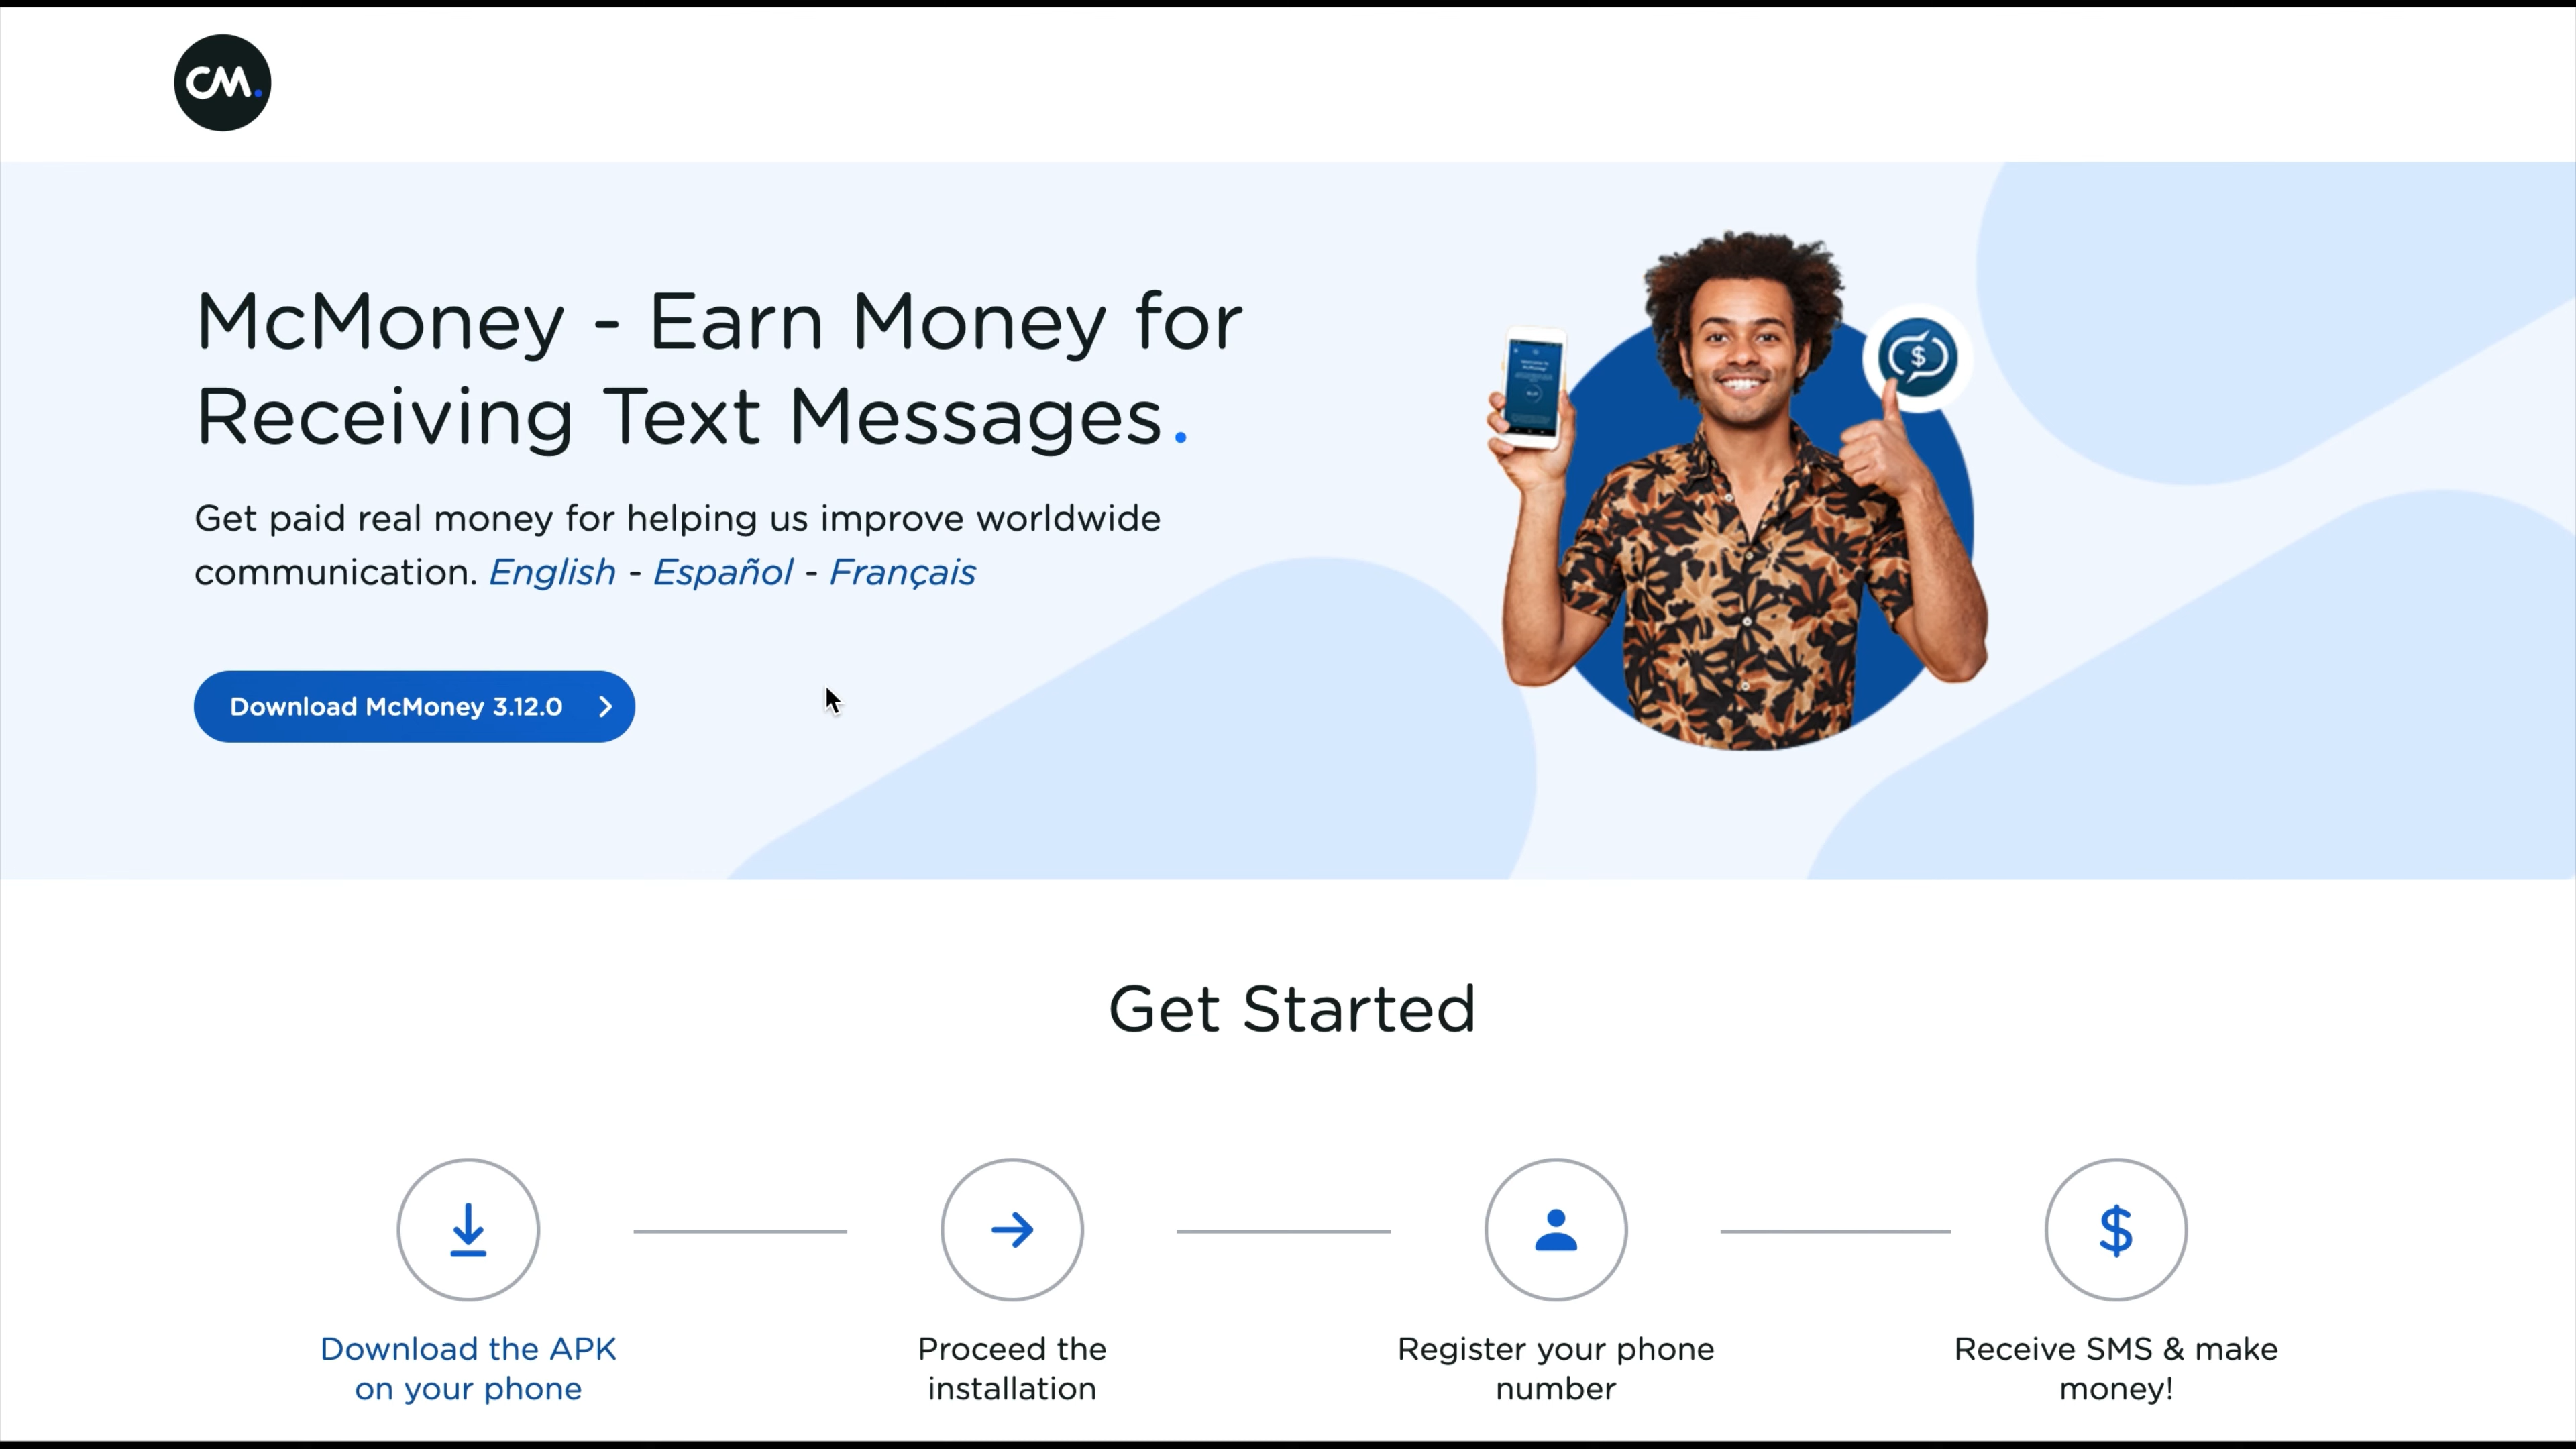 CM.
McMoney - Earn Money for
Receiving Text Messages.
Get paid real money for helping us improve worldwide
communication. English - Español - Français
Download McMoney 3.12.0
$
Get Started
$
Download the APK
on your phone
Proceed the
installation
Register your phone
number
Receive SMS & make
money!